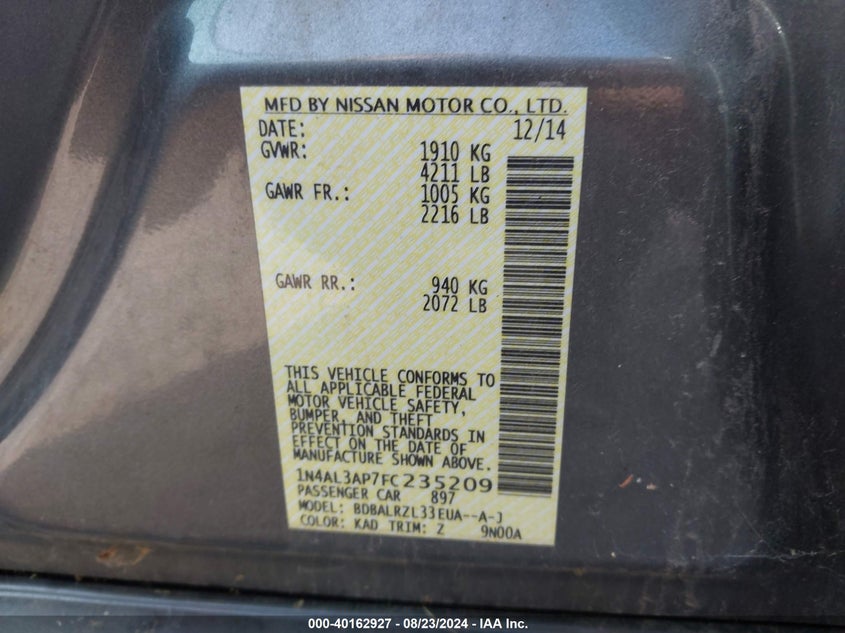 MFD BY NISSAN MOTOR CO., LTD.
DATE: 12/14
GVWR: 1910 KG
4211 LB
GAWR FR.: 1005 KG
2216 LB
GAWR RR.: 940 KG
2072 LB
THIS VEHICLE CONFORMS TO
ALL APPLICABLE FEDERAL
MOTOR VEHICLE SAFETY,
BUMPER, AND THEFT
PREVENTION STANDARDS IN
EFFECT ON THE DATE OF
MANUFACTURE SHOWN ABOVE.
1N4AL3AP7FC235209
PASSENGER CAR 897
MODEL: BDBALRZL33EUA--A-J
COLOR: KAD TRIM: Z 9N00A
000-40162927 - 08/23/2024 - IAA Inc.